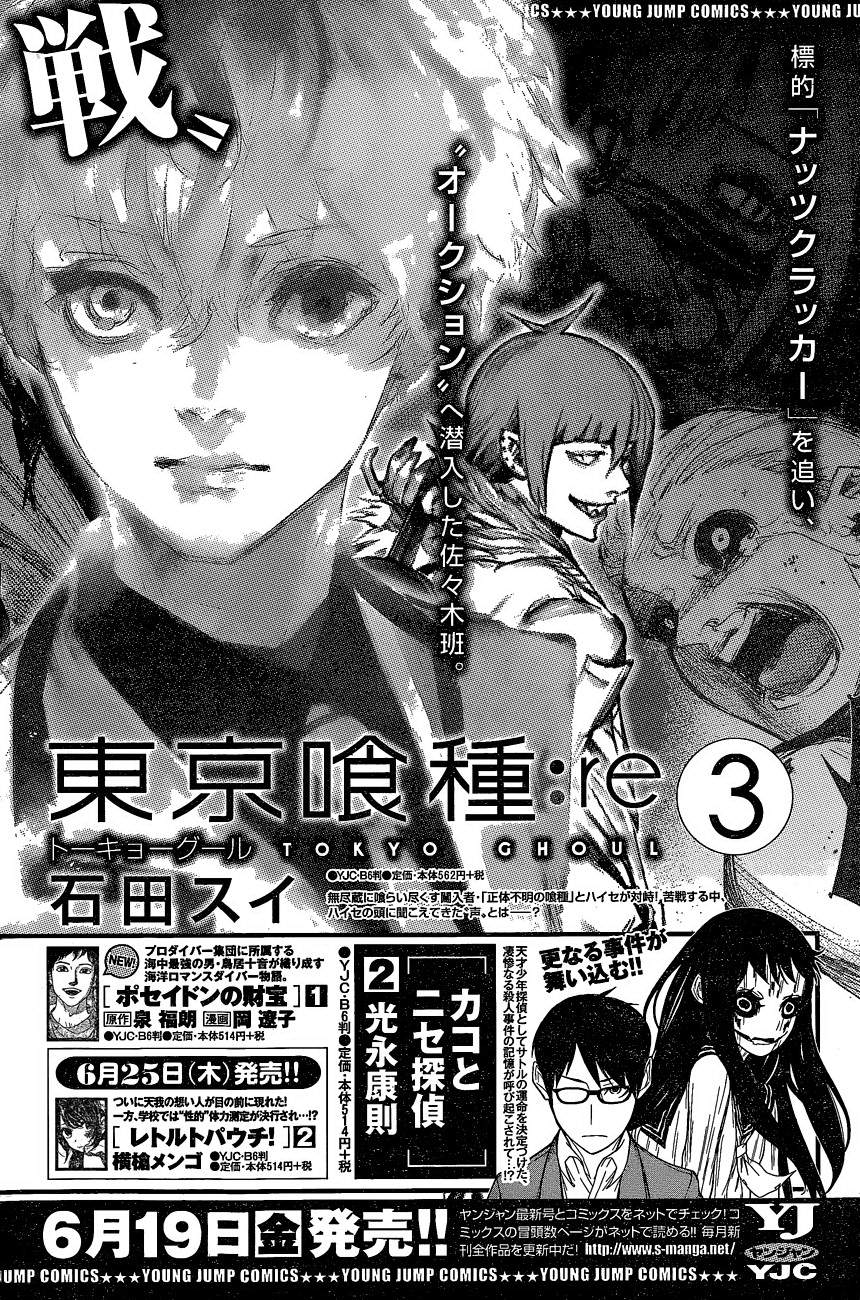 COMICS★★★YOUNG JUMP COMICS★★★YOUNG JUMP COMICS★★★
標的「ナッツクラッカー」を追い、
〝オークション〟へ潜入した佐々木班。
戦〟
東京喰種:re
3
トーキョーグール TOKYO GHOUL
石田スイ
●YJC・B6判●定価・本体562円+税
無尽蔵に喰らい尽くす闖入者・「正体不明の喰種」とハイセが対峙! 苦戦する中、
ハイセの頭に聞こえてきた〝声〟とは──?
NEW!
プロダイバー集団に所属する
海中最強の男・鳥居十音が織り成す
海洋ロマンスダイバー物語。
[ポセイドンの財宝]1
原作 泉 福朗 漫画 岡 遼子
●YJC・B6判●定価・本体514円+税
6月25日(木)発売!!
ついに天我の想い人が目の前に現れた!
一方、学校では“性的”体力測定が決行され…!?
[レトルトパウチ!]2
横槍メンゴ
●YJC・B6判
●定価・本体514円+税
更なる事件が
舞い込む!!
天才少年探偵としてサトルの運命を決定づけた、
凄惨なる殺人事件の記憶が呼び起こされて…!?
[カコと
ニセ探偵]
2 光永康則
●YJC・B6判●定価・本体514円+税
6月19日金発売!!
ヤンジャン最新号とコミックスをネットでチェック! コ
ミックスの冒頭数ページがネットで読める!! 毎月新
刊全作品を更新中だ! http://www.s-manga.net/
YJ
ヤングジャンプ
YJC
JUMP COMICS★★★YOUNG JUMP COMICS★★★YOUNG JUMP COMICS★★★YOUNG JUMP COMICS★★★